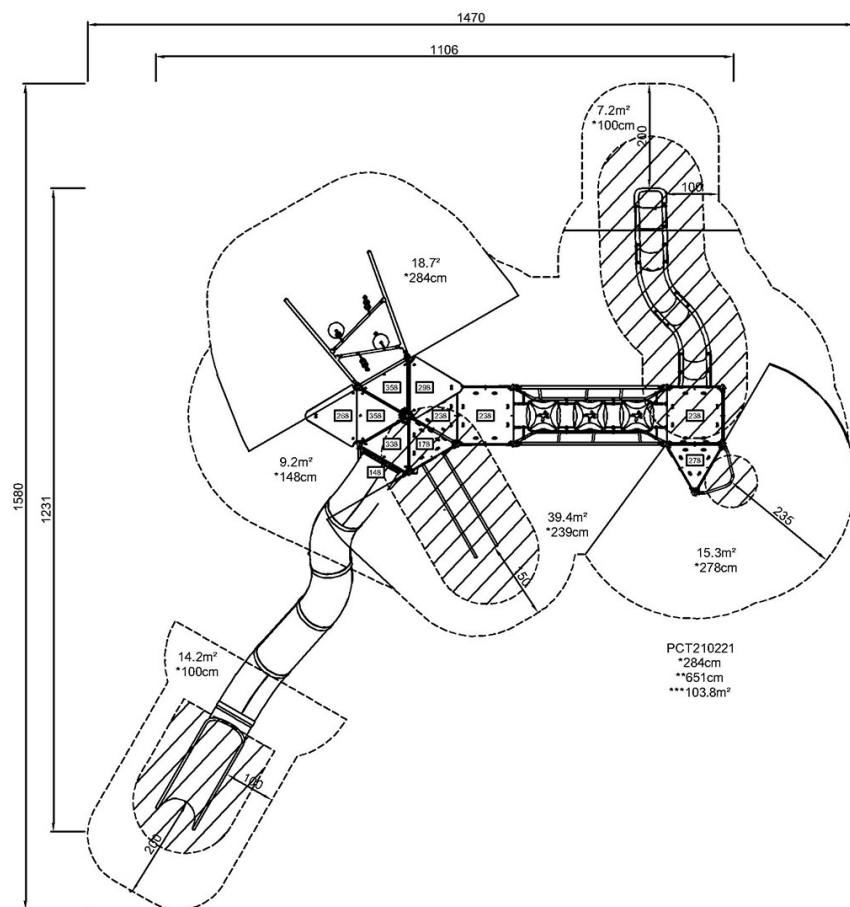 1470
1106
7.2m²
*100cm
200
100
18.7²
*284cm
358
298
268
358
238
238
238
338
178
278
148
9.2m²
*148cm
1580
1231
39.4m²
*239cm
235
15.3m²
*278cm
150
PCT210221
*284cm
**651cm
***103.8m²
14.2m²
*100cm
100
200